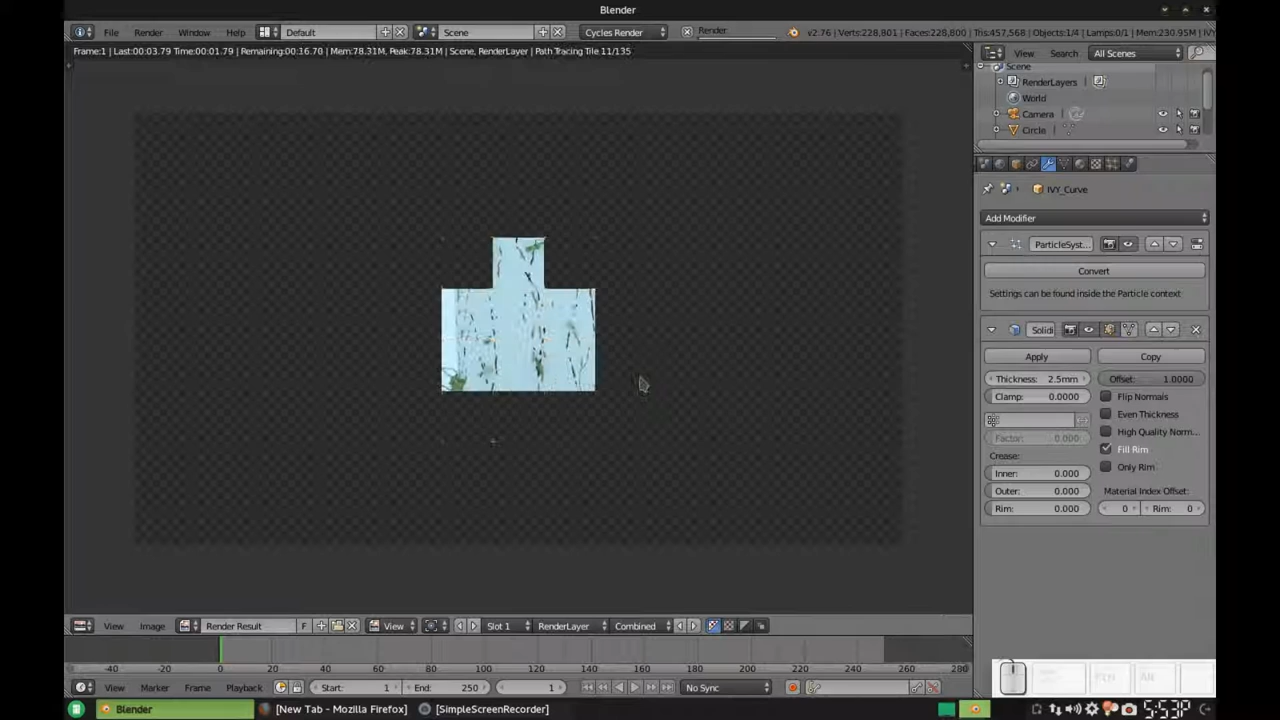 Blender
File Render Window Help Default Scene Cycles Render Render v2.76 | Verts:228,801 | Faces:228,800 | Tris:457,568 | Objects:1/4 | Lamps:0/1 | Mem:230.95M | IV
Frame:1 | Last:00:03.79 Time:00:01.79 | Remaining:00:16.70 | Mem:78.31M, Peak:78.31M | Scene, RenderLayer | Path Tracing Tile 11/135
View Search All Scenes
Scene
RenderLayers
World
Camera
Circle
IVY_Curve
Add Modifier
ParticleSyst...
Convert
Settings can be found inside the Particle context
Solidi
Apply Copy
Thickness: 2.5mm Offset: 1.0000
Clamp: 0.0000 Flip Normals
Even Thickness
High Quality Norm...
Factor: 0.000
Fill Rim
Crease:
Only Rim
Inner: 0.000
Outer: 0.000 Material Index Offset:
Rim: 0.000 0 Rim: 0
View Image Render Result F View Slot 1 RenderLayer Combined
-40 -20 0 20 40 60 80 100 120 140 160 180 200 220 240 260 280
View Marker Frame Playback Start: 1 End: 250 1 No Sync
Ctrl Alt
Blender [New Tab - Mozilla Firefox] [SimpleScreenRecorder] 5:53P